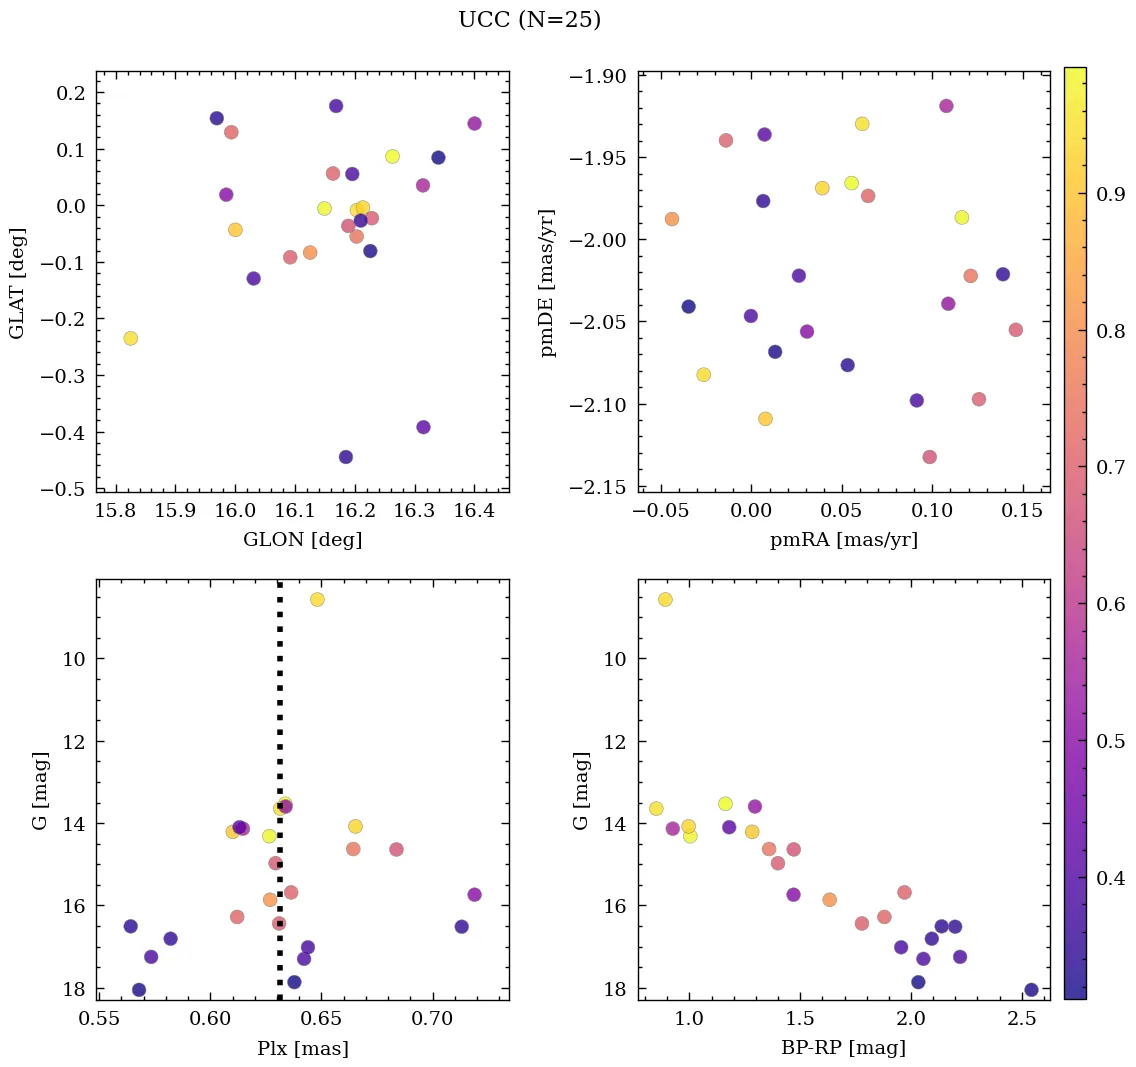 UCC (N=25)
0.2
0.1
0.0
−0.1
−0.2
−0.3
−0.4
−0.5
GLAT [deg]
15.8 15.9 16.0 16.1 16.2 16.3 16.4
GLON [deg]
−1.90
−1.95
−2.00
−2.05
−2.10
−2.15
pmDE [mas/yr]
−0.05 0.00 0.05 0.10 0.15
pmRA [mas/yr]
10
12
14
16
18
G [mag]
0.55 0.60 0.65 0.70
Plx [mas]
10
12
14
16
18
G [mag]
1.0 1.5 2.0 2.5
BP-RP [mag]
0.9
0.8
0.7
0.6
0.5
0.4